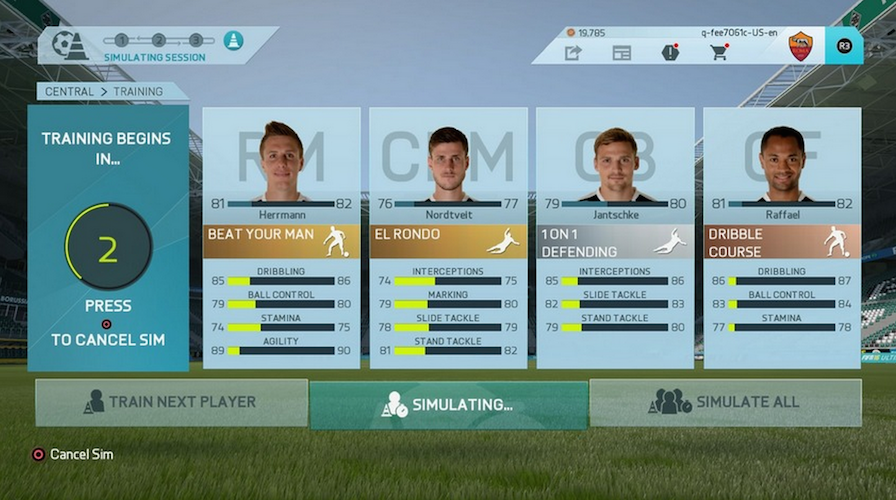 1 2 3
SIMULATING SESSION
19,785
q-fee7061c-US-en
R3
CENTRAL > TRAINING
TRAINING BEGINS
IN...
2
PRESS
TO CANCEL SIM
RM
81 82
Herrmann
BEAT YOUR MAN
DRIBBLING
85 86
BALL CONTROL
79 80
STAMINA
74 75
AGILITY
89 90
CDM
76 77
Nordtveit
EL RONDO
INTERCEPTIONS
74 75
MARKING
79 80
SLIDE TACKLE
78 79
STAND TACKLE
81 82
CB
79 80
Jantschke
1 ON 1
DEFENDING
INTERCEPTIONS
85 86
SLIDE TACKLE
82 83
STAND TACKLE
79 80
CF
81 82
Raffael
DRIBBLE
COURSE
DRIBBLING
86 87
BALL CONTROL
83 84
STAMINA
77 78
TRAIN NEXT PLAYER
SIMULATING...
SIMULATE ALL
Cancel Sim